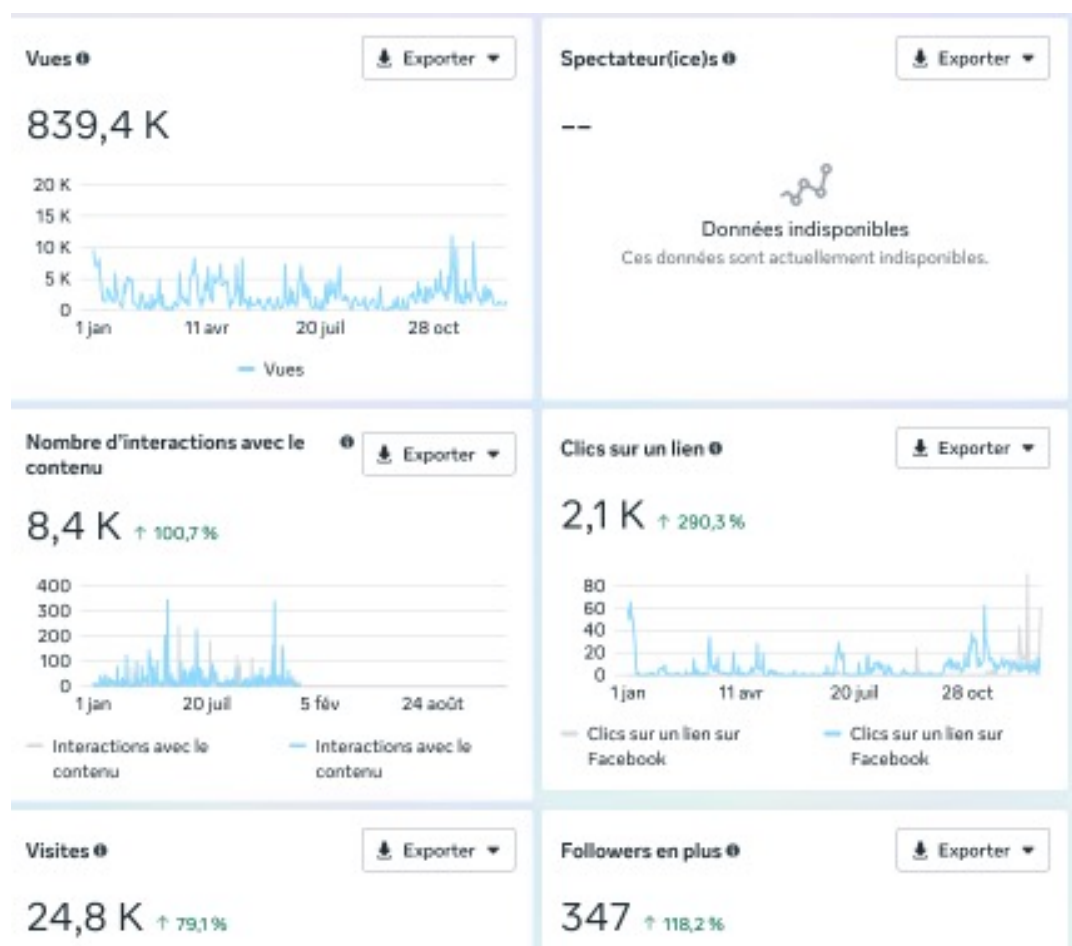 Vues
Exporter
839,4 K
20 K
15 K
10 K
5 K
0
1 jan
11 avr
20 juil
28 oct
Vues
Spectateur(ice)s
Exporter
--
Données indisponibles
Ces données sont actuellement indisponibles.
Nombre d'interactions avec le
contenu
Exporter
8,4 K ↑ 100,7 %
400
300
200
100
0
1 jan
20 juil
5 fév
24 août
Interactions avec le
contenu
Interactions avec le
contenu
Clics sur un lien
Exporter
2,1 K ↑ 290,3 %
80
60
40
20
0
1 jan
11 avr
20 juil
28 oct
Clics sur un lien sur
Facebook
Clics sur un lien sur
Facebook
Visites
Exporter
24,8 K ↑ 79,1 %
Followers en plus
Exporter
347 ↑ 118,2 %